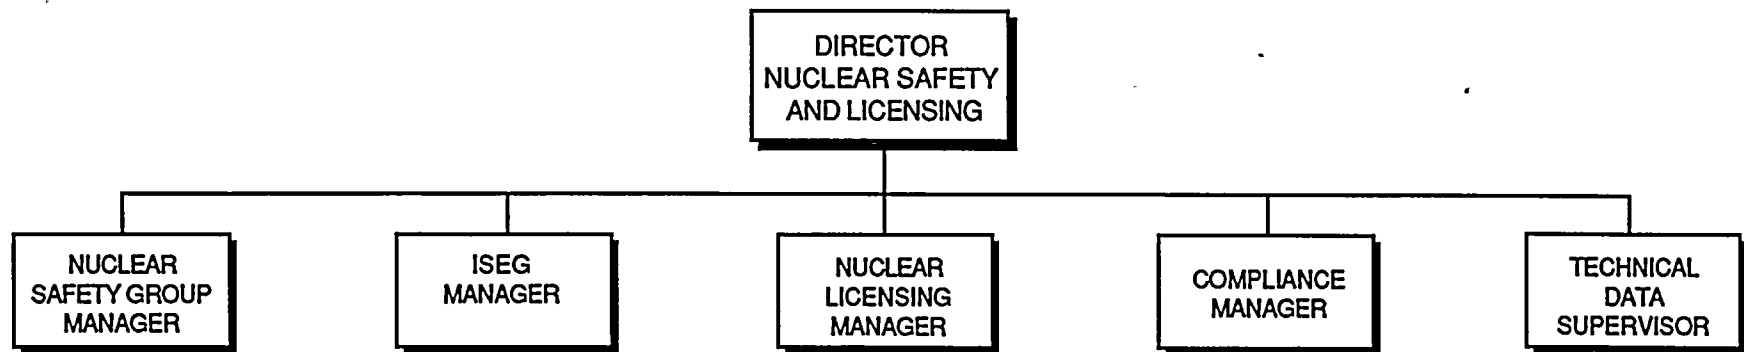 DIRECTOR
NUCLEAR SAFETY
AND LICENSING
NUCLEAR
SAFETY GROUP
MANAGER
ISEG
MANAGER
NUCLEAR
LICENSING
MANAGER
COMPLIANCE
MANAGER
TECHNICAL
DATA
SUPERVISOR